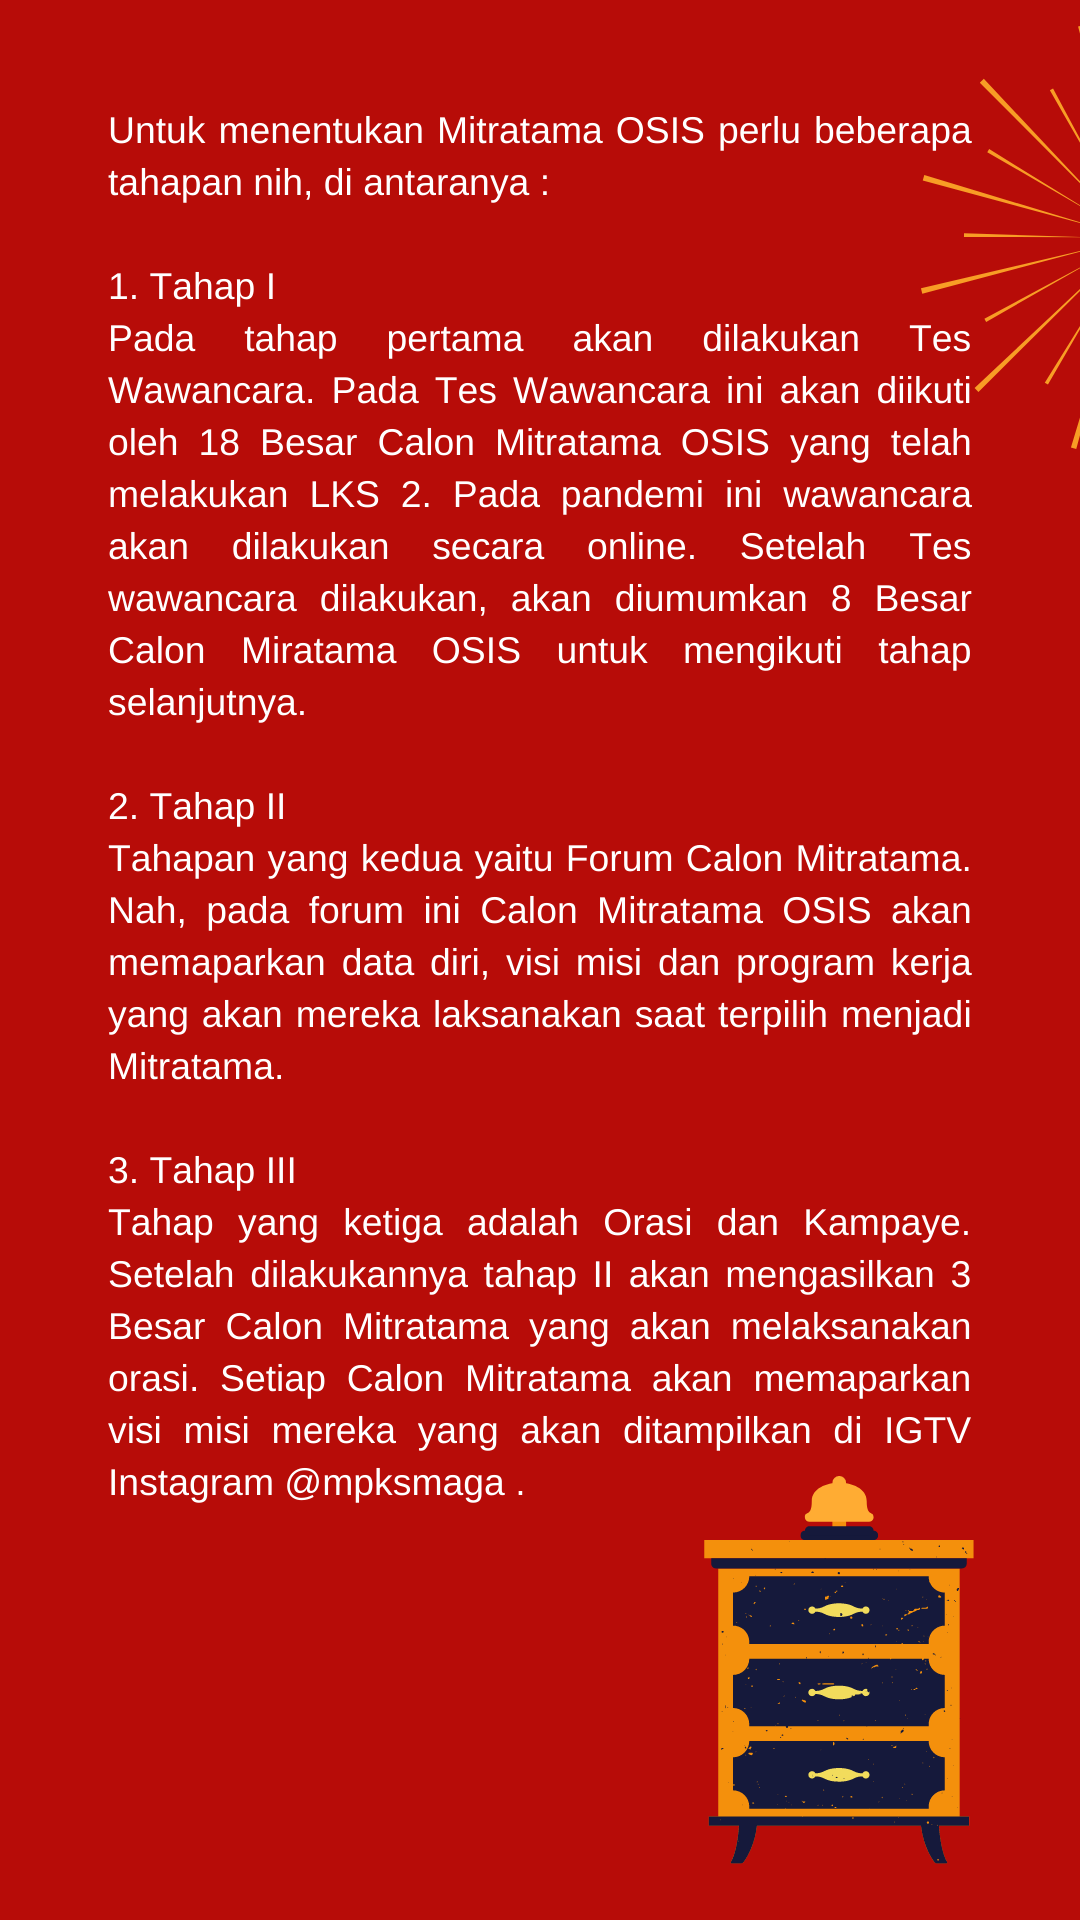 Untuk menentukan Mitratama OSIS perlu beberapa
tahapan nih, di antaranya :
1. Tahap I
Pada tahap pertama akan dilakukan Tes
Wawancara. Pada Tes Wawancara ini akan diikuti
oleh 18 Besar Calon Mitratama OSIS yang telah
melakukan LKS 2. Pada pandemi ini wawancara
akan dilakukan secara online. Setelah Tes
wawancara dilakukan, akan diumumkan 8 Besar
Calon Miratama OSIS untuk mengikuti tahap
selanjutnya.
2. Tahap II
Tahapan yang kedua yaitu Forum Calon Mitratama.
Nah, pada forum ini Calon Mitratama OSIS akan
memaparkan data diri, visi misi dan program kerja
yang akan mereka laksanakan saat terpilih menjadi
Mitratama.
3. Tahap III
Tahap yang ketiga adalah Orasi dan Kampaye.
Setelah dilakukannya tahap II akan mengasilkan 3
Besar Calon Mitratama yang akan melaksanakan
orasi. Setiap Calon Mitratama akan memaparkan
visi misi mereka yang akan ditampilkan di IGTV
Instagram @mpksmaga .